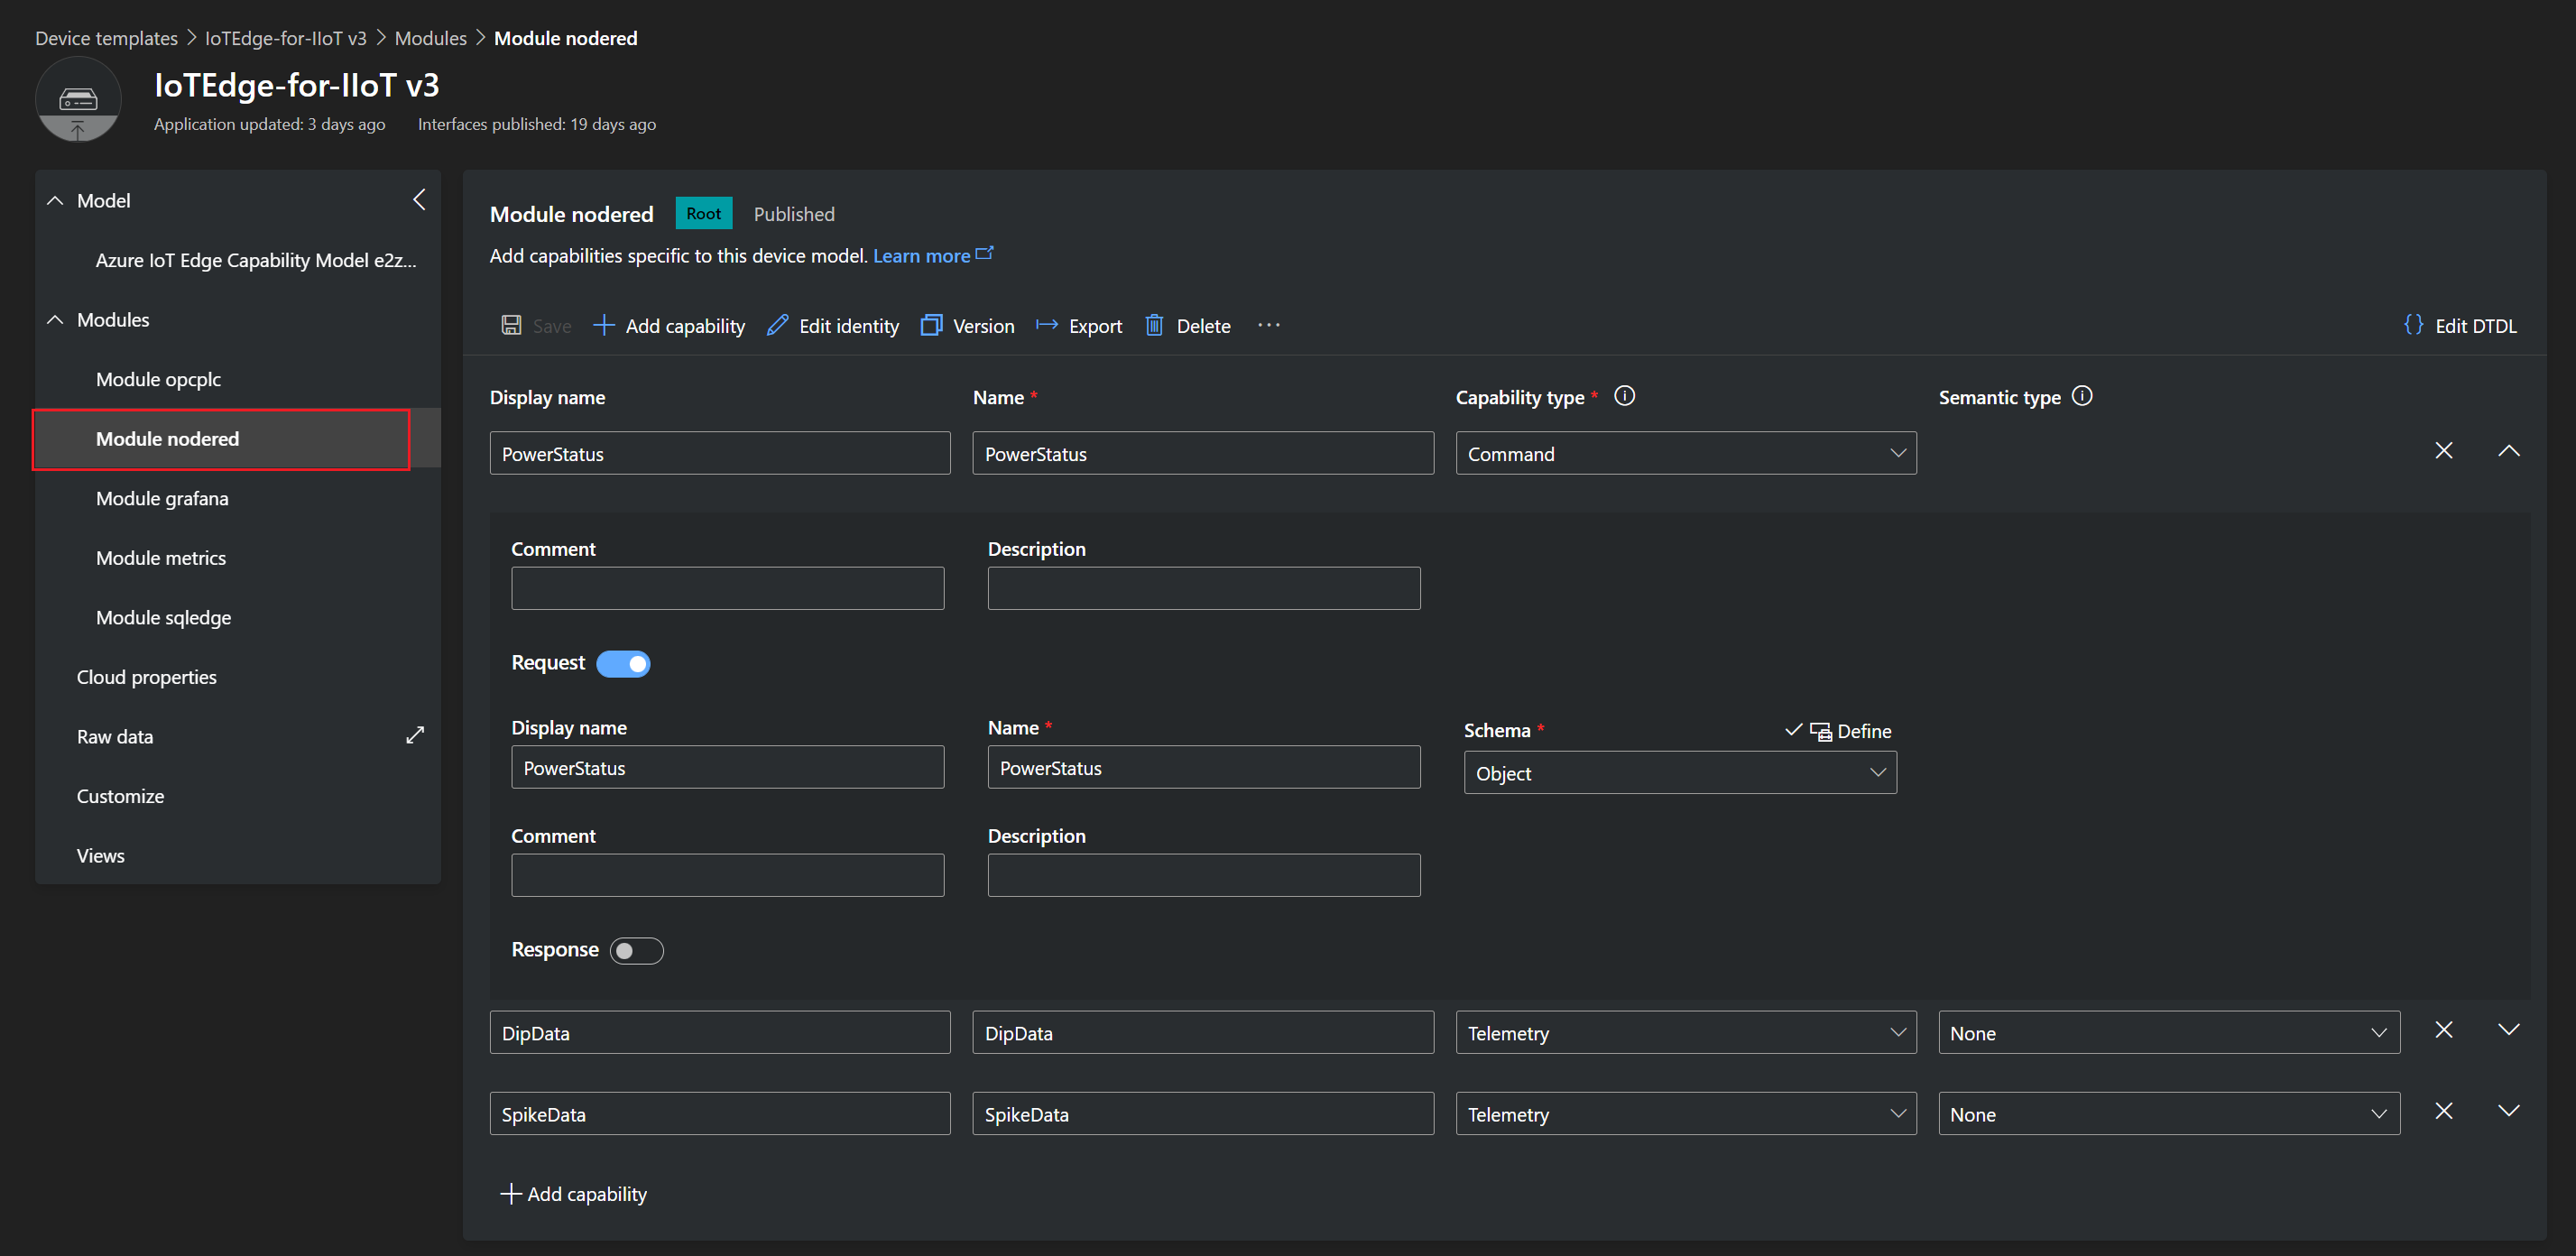 Device templates > IoTEdge-for-IIoT v3 > Modules > Module nodered
IoTEdge-for-IIoT v3
Application updated: 3 days ago Interfaces published: 19 days ago
Model
Azure IoT Edge Capability Model e2z...
Modules
Module opcplc
Module nodered
Module grafana
Module metrics
Module sqledge
Cloud properties
Raw data
Customize
Views
Module nodered Root Published
Add capabilities specific to this device model. Learn more
Save Add capability Edit identity Version Export Delete ... {} Edit DTDL
Display name Name * Capability type * Semantic type
PowerStatus PowerStatus Command
Comment Description
Request
Display name Name * Schema * Define
PowerStatus PowerStatus Object
Comment Description
Response
DipData DipData Telemetry None
SpikeData SpikeData Telemetry None
Add capability